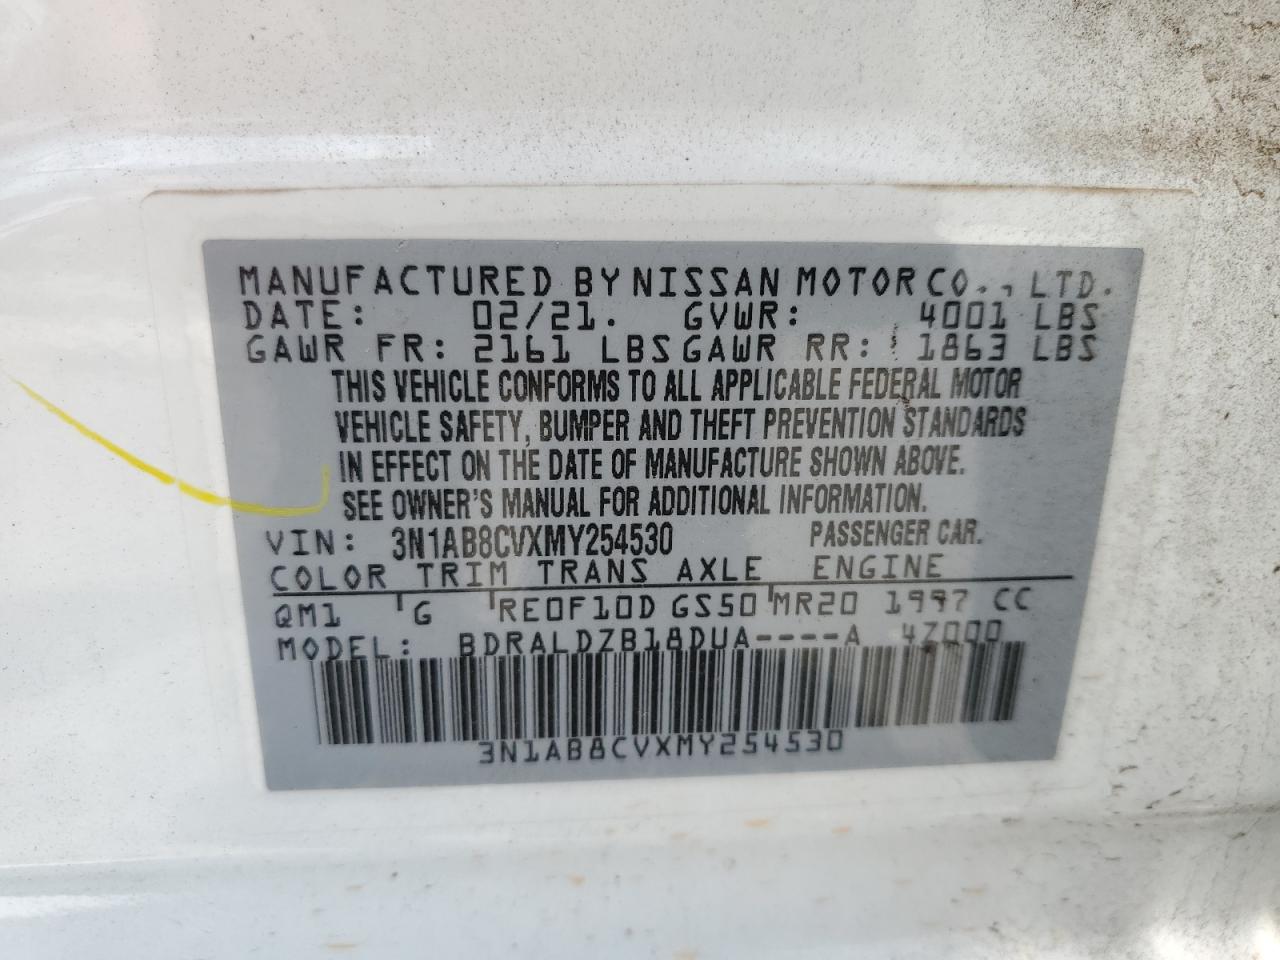 MANUFACTURED BY NISSAN MOTOR CO., LTD.
DATE: 02/21. GVWR: 4001 LBS
GAWR FR: 2161 LBS GAWR RR: 1863 LBS
THIS VEHICLE CONFORMS TO ALL APPLICABLE FEDERAL MOTOR
VEHICLE SAFETY, BUMPER AND THEFT PREVENTION STANDARDS
IN EFFECT ON THE DATE OF MANUFACTURE SHOWN ABOVE.
SEE OWNER'S MANUAL FOR ADDITIONAL INFORMATION.
VIN: 3N1AB8CVXMY254530 PASSENGER CAR.
COLOR TRIM TRANS AXLE ENGINE
QM1 G RE0F10D GS50 MR20 1997 CC
MODEL: BDRALDZB18DUA----A 4Z000
3N1AB8CVXMY254530